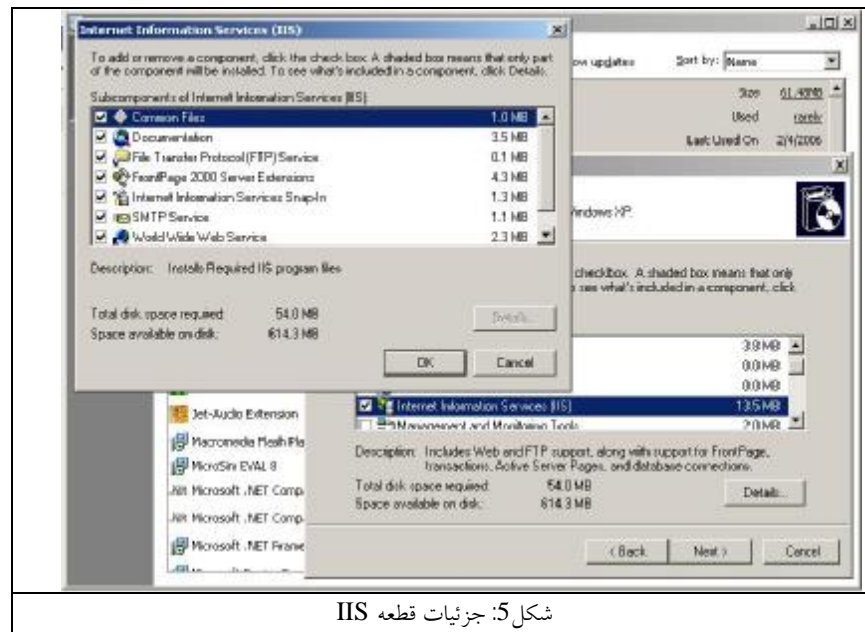 Internet Information Services (IIS)
To add or remove a component, click the check box. A shaded box means that only part
of the component will be installed. To see what's included in a component, click Details.
Subcomponents of Internet Information Services (IIS):
Common Files 1.0 MB
Documentation 3.5 MB
File Transfer Protocol (FTP) Service 0.1 MB
FrontPage 2000 Server Extensions 4.3 MB
Internet Information Services Snap-In 1.3 MB
SMTP Service 1.1 MB
World Wide Web Service 2.3 MB
Description: Installs Required IIS program files
Total disk space required: 54.0 MB
Space available on disk: 614.3 MB
Details...
OK
Cancel
ow updates
Sort by: Name
Size 61.40MB
Used rarely
Last Used On 2/4/2006
Windows XP.
checkbox. A shaded box means that only
see what's included in a component, click
3.9 MB
0.0 MB
0.0 MB
Internet Information Services (IIS) 13.5 MB
Management and Monitoring Tools 2.0 MB
Description: Includes Web and FTP support, along with support for FrontPage,
transactions, Active Server Pages, and database connections.
Total disk space required: 54.0 MB
Space available on disk: 614.3 MB
Details...
< Back
Next >
Cancel
Jet-Audio Extension
Macromedia Flash Pla
MicroSim EVAL 8
Microsoft .NET Comp
Microsoft .NET Comp
Microsoft .NET Frame
شکل5: جزئیات قطعه IIS